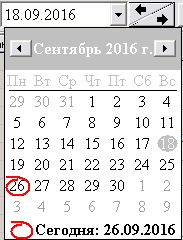 18.09.2016
Сентябрь 2016 г.
Пн Вт Ср Чт Пт Сб Вс
29 30 31 1 2 3 4
5 6 7 8 9 10 11
12 13 14 15 16 17 18
19 20 21 22 23 24 25
26 27 28 29 30 1 2
3 4 5 6 7 8 9
Сегодня: 26.09.2016